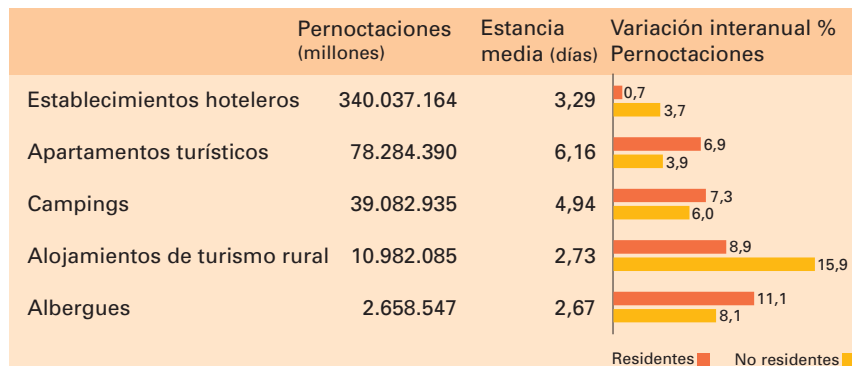 Pernoctaciones Estancia Variación interanual %
(millones) media (días) Pernoctaciones
Establecimientos hoteleros 340.037.164 3,29 0,7
3,7
Apartamentos turísticos 78.284.390 6,16 6,9
3,9
Campings 39.082.935 4,94 7,3
6,0
Alojamientos de turismo rural 10.982.085 2,73 8,9
15,9
Albergues 2.658.547 2,67 11,1
8,1
Residentes No residentes